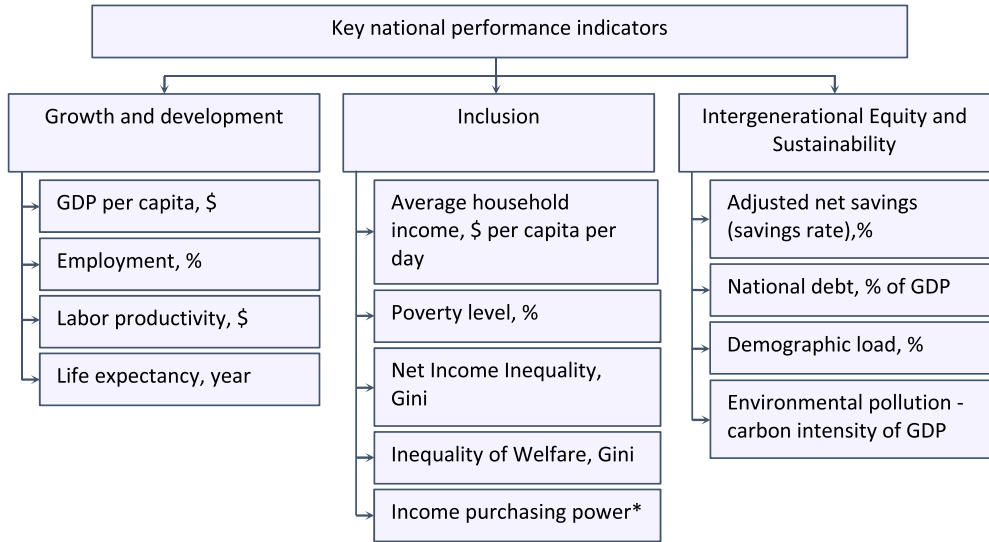 Key national performance indicators
Growth and development
GDP per capita, $
Employment, %
Labor productivity, $
Life expectancy, year
Inclusion
Average household
income, $ per capita per
day
Poverty level, %
Net Income Inequality,
Gini
Inequality of Welfare, Gini
Income purchasing power*
Intergenerational Equity and
Sustainability
Adjusted net savings
(savings rate),%
National debt, % of GDP
Demographic load, %
Environmental pollution -
carbon intensity of GDP